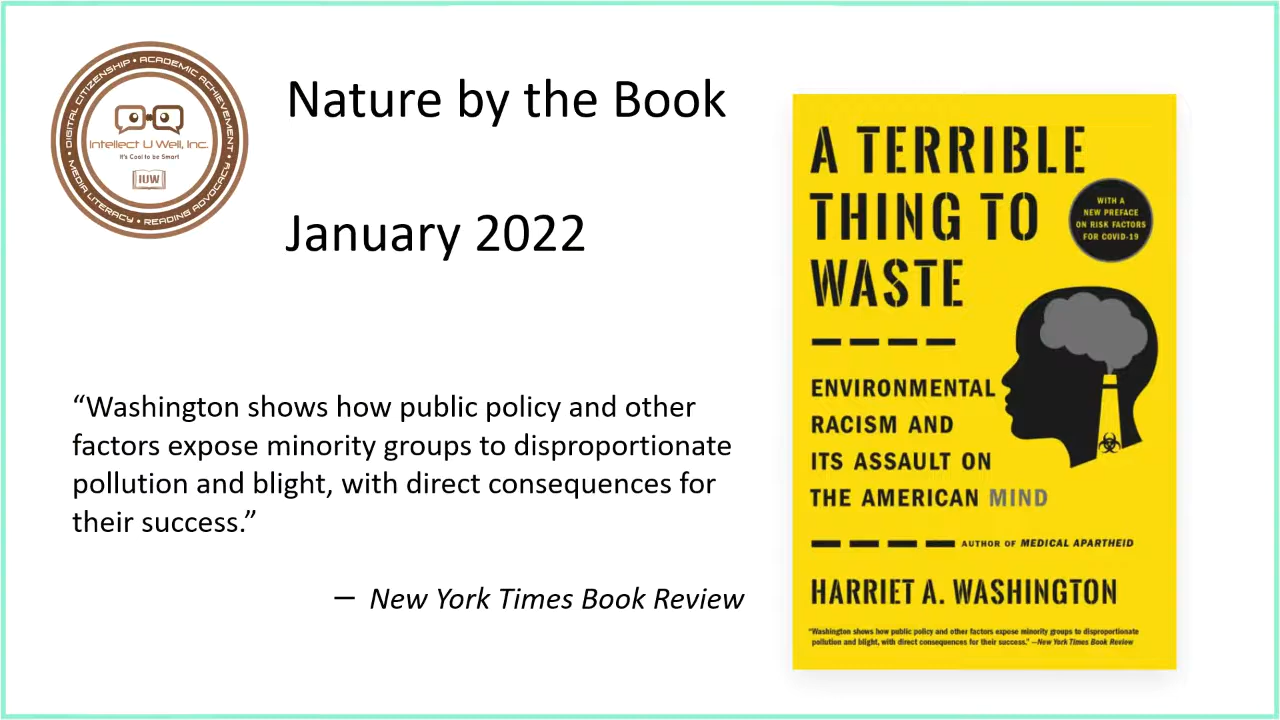 DIGITAL CITIZENSHIP • ACADEMIC ACHIEVEMENT •
MEDIA LITERACY • READING ADVOCACY •
Intellect U Well, Inc.
It's Cool to be Smart
IUW
Nature by the Book
January 2022
“Washington shows how public policy and other
factors expose minority groups to disproportionate
pollution and blight, with direct consequences for
their success.”
– New York Times Book Review
A TERRIBLE
THING TO
WASTE
WITH A
NEW PREFACE
ON RISK FACTORS
FOR COVID-19
ENVIRONMENTAL
RACISM AND
ITS ASSAULT ON
THE AMERICAN MIND
AUTHOR OF MEDICAL APARTHEID
HARRIET A. WASHINGTON
"Washington shows how public policy and other factors expose minority groups to disproportionate
pollution and blight, with direct consequences for their success." —New York Times Book Review